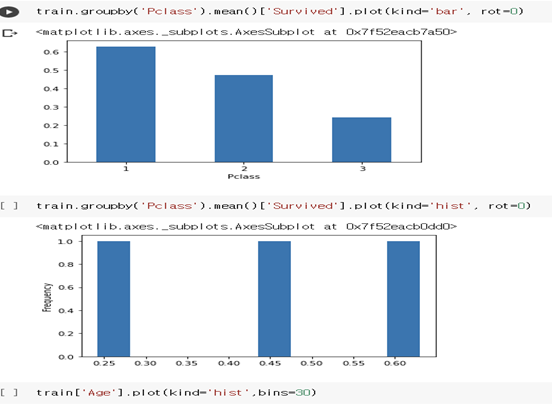 train.groupby('Pclass').mean()['Survived'].plot(kind='bar', rot=0)
<matplotlib.axes._subplots.AxesSubplot at 0x7f52eacb7a50>
0.6
0.5
0.4
0.3
0.2
0.1
0.0
1 2 3
Pclass
[ ] train.groupby('Pclass').mean()['Survived'].plot(kind='hist', rot=0)
<matplotlib.axes._subplots.AxesSubplot at 0x7f52eacb0dd0>
1.0
0.8
0.6
0.4
0.2
0.0
Frequency
0.25 0.30 0.35 0.40 0.45 0.50 0.55 0.60
[ ] train['Age'].plot(kind='hist',bins=30)